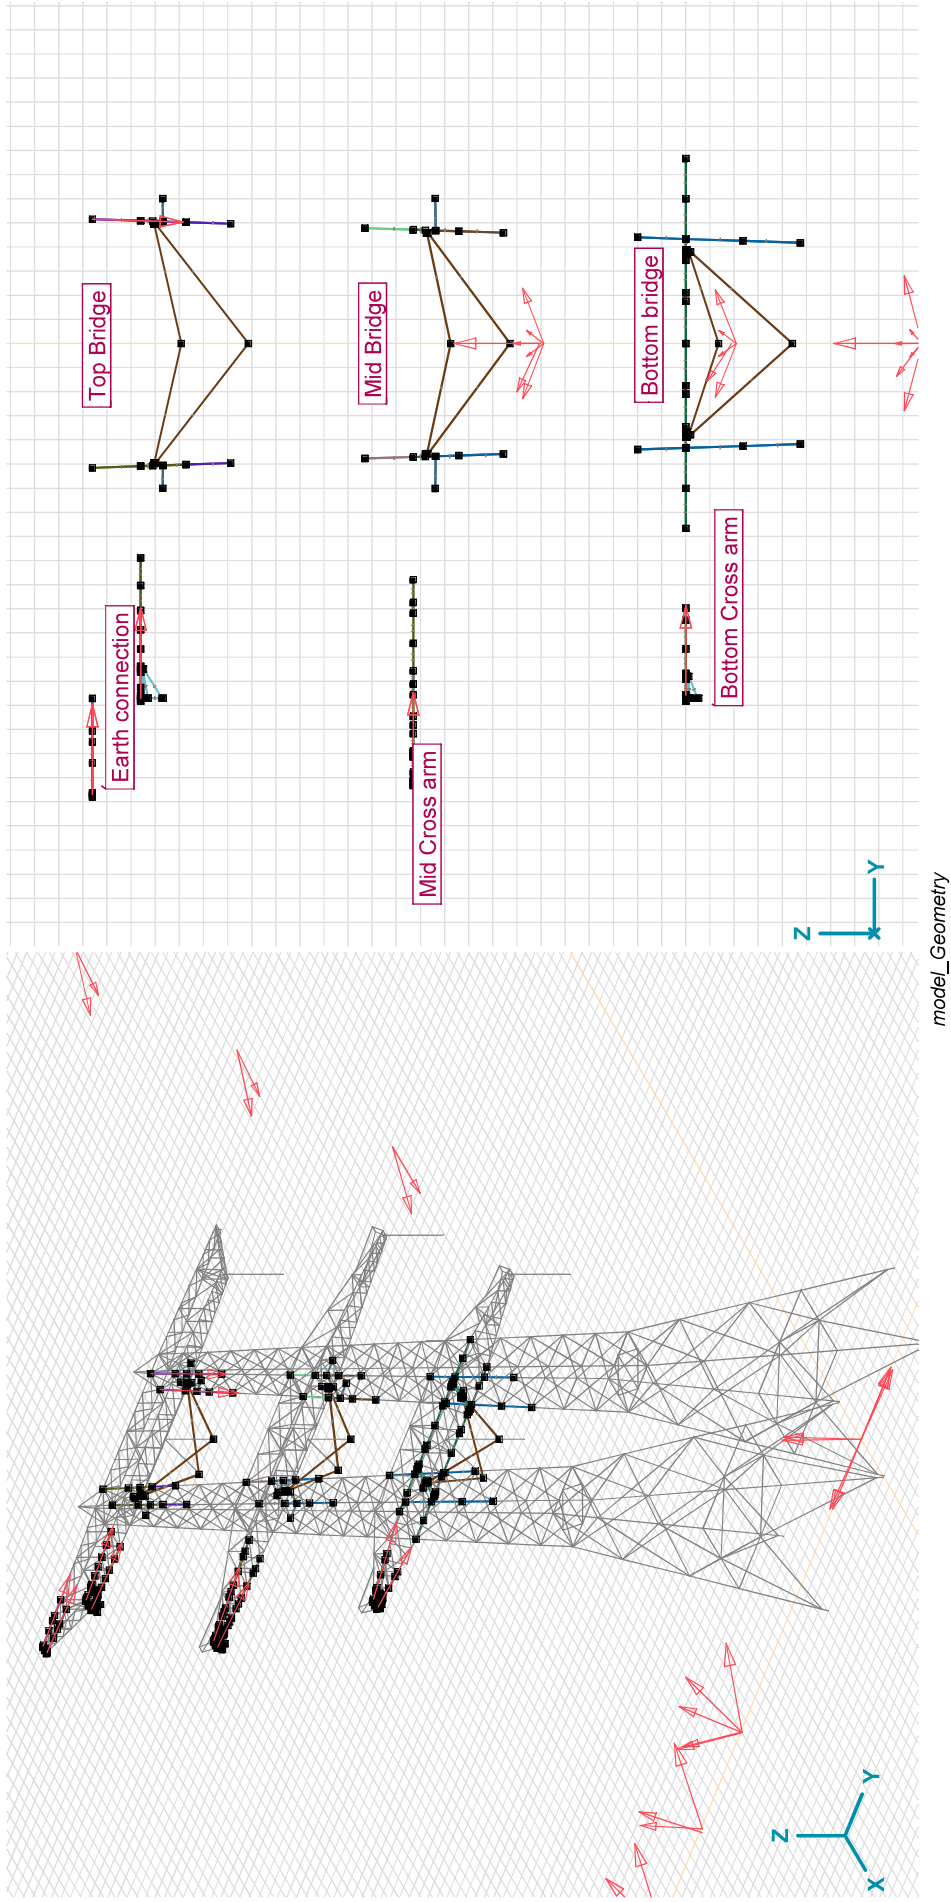 Top Bridge
Mid Bridge
Bottom bridge
Earth connection
Mid Cross arm
Bottom Cross arm
Z
Y
X
Z
Y
X
model_Geometry